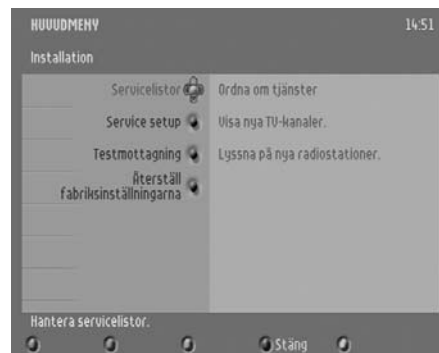 HUVUDMENY 14:51
Installation
Servicelistor Ordna om tjänster
Service setup Visa nya TV-kanaler.
Testmottagning Lyssna på nya radiostationer.
Återställ
fabriksinställningarna
Hantera servicelistor.
Stäng